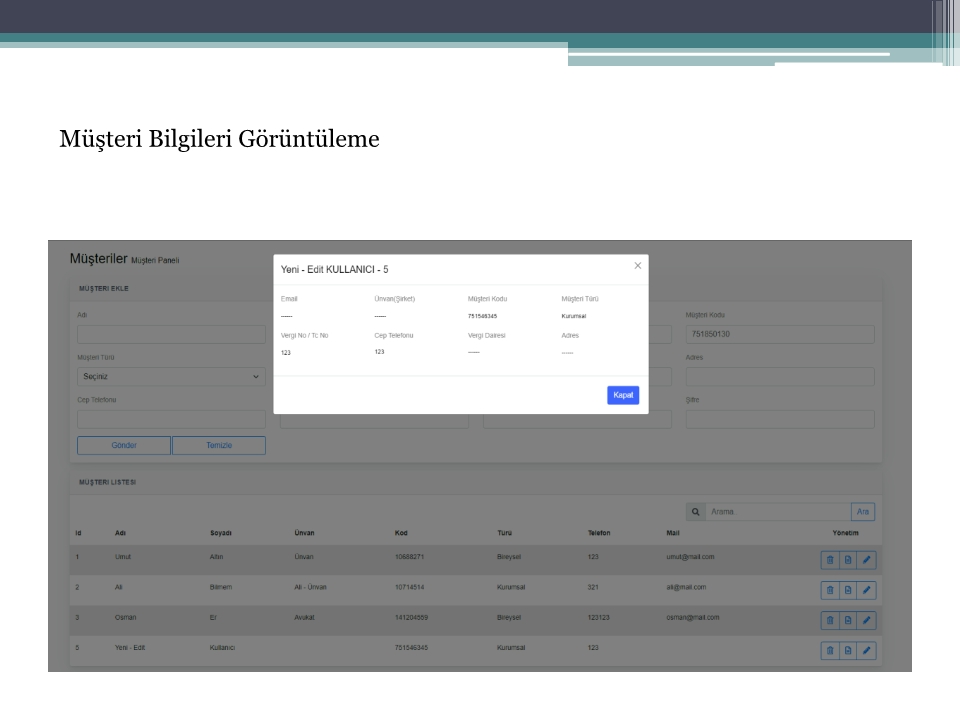 Müşteri Bilgileri Görüntüleme
Müşteriler Müşteri Paneli
Yeni - Edit KULLANICI - 5
×
MÜŞTERI EKLE
Email Ünvan(Şirket) Müşteri Kodu Müşteri Türü
------ ------ 751546345 Kurumsal
Adı Müşteri Kodu
751850130
Vergi No / Tc No Cep Telefonu Vergi Dairesi Adres
123 123 ------ ------
Müşteri Türü Adres
Seçiniz
Kapat
Cep Telefonu Şifre
Gönder Temizle
MÜŞTERI LISTESI
Arama. Ara
Id Adı Soyadı Ünvan Kod Türü Telefon Mail Yönetim
1 Umut Altın Ünvan 10688271 Bireysel 123 umut@mail.com
2 Ali Bilmem Ali - Ünvan 10714514 Kurumsal 321 ali@mail.com
3 Osman Er Avukat 141204559 Bireysel 123123 osman@mail.com
5 Yeni - Edit Kullanıcı 751546345 Kurumsal 123